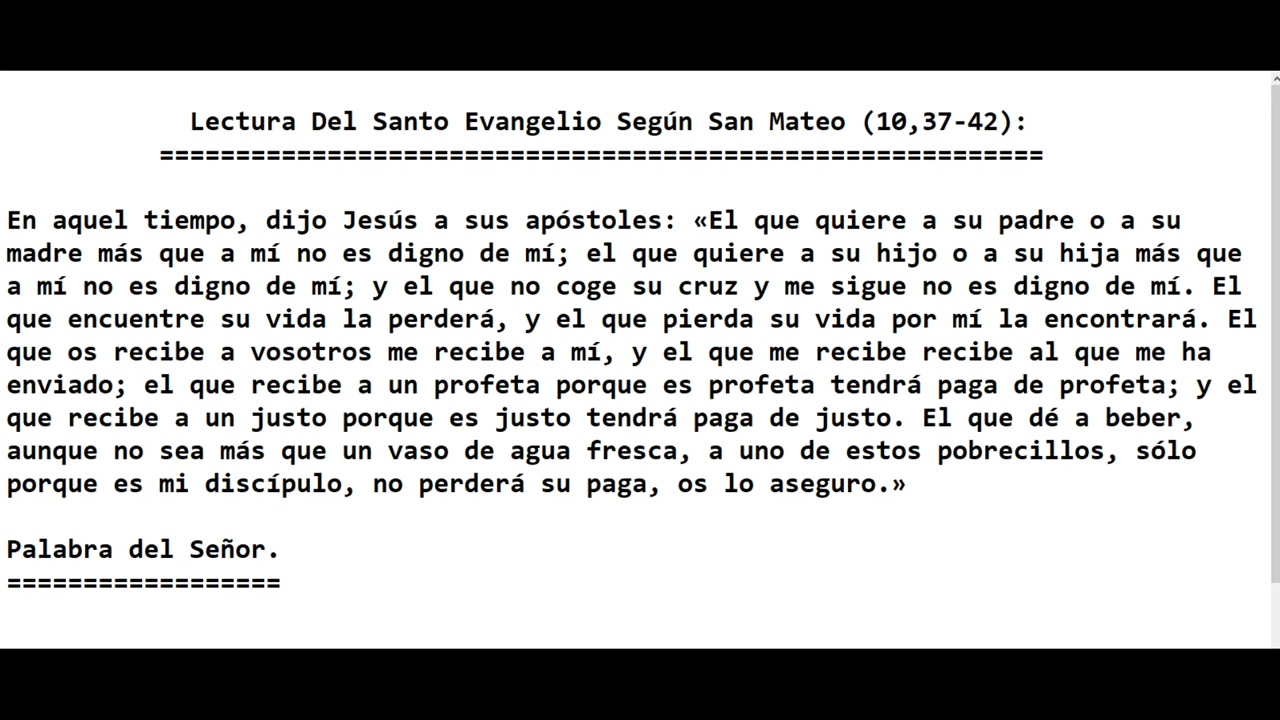 Lectura Del Santo Evangelio Según San Mateo (10,37-42):
==========================================================
En aquel tiempo, dijo Jesús a sus apóstoles: «El que quiere a su padre o a su
madre más que a mí no es digno de mí; el que quiere a su hijo o a su hija más que
a mí no es digno de mí; y el que no coge su cruz y me sigue no es digno de mí. El
que encuentre su vida la perderá, y el que pierda su vida por mí la encontrará. El
que os recibe a vosotros me recibe a mí, y el que me recibe recibe al que me ha
enviado; el que recibe a un profeta porque es profeta tendrá paga de profeta; y el
que recibe a un justo porque es justo tendrá paga de justo. El que dé a beber,
aunque no sea más que un vaso de agua fresca, a uno de estos pobrecillos, sólo
porque es mi discípulo, no perderá su paga, os lo aseguro.»
Palabra del Señor.
==================